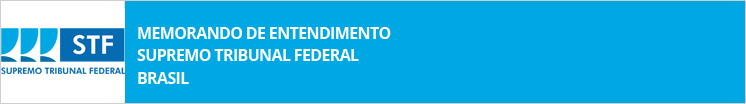 STF
SUPREMO TRIBUNAL FEDERAL
MEMORANDO DE ENTENDIMENTO
SUPREMO TRIBUNAL FEDERAL
BRASIL